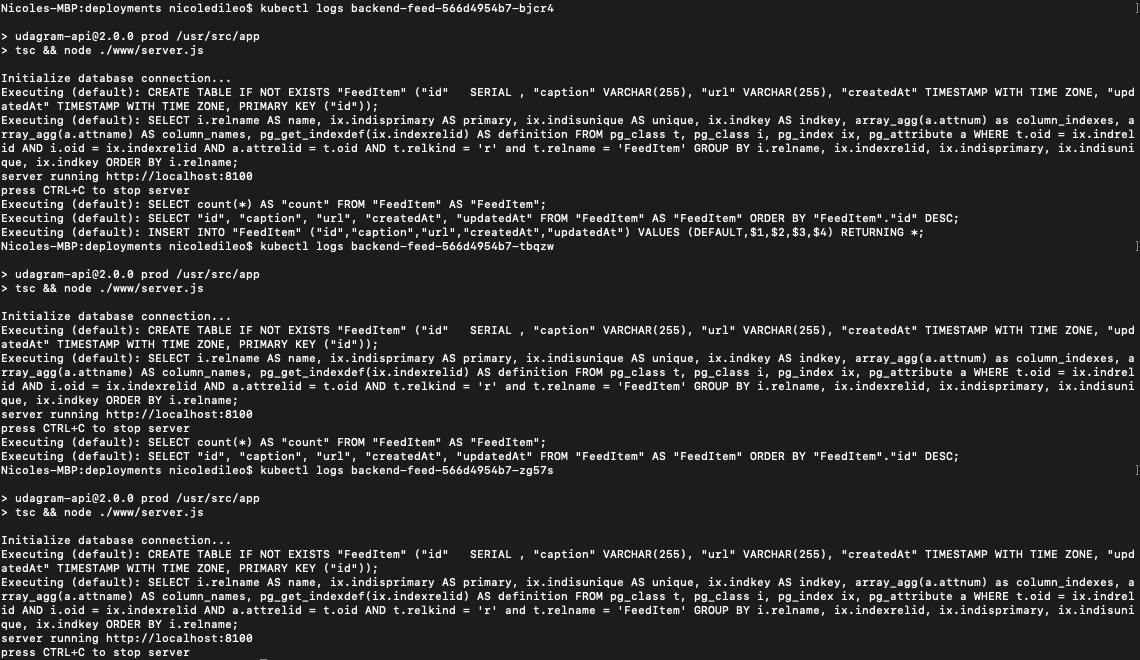 Nicoles-MBP:deployments nicoledileo$ kubectl logs backend-feed-566d4954b7-bjcr4 ]
> udagram-api@2.0.0 prod /usr/src/app
> tsc && node ./www/server.js
Initialize database connection...
Executing (default): CREATE TABLE IF NOT EXISTS "FeedItem" ("id"   SERIAL , "caption" VARCHAR(255), "url" VARCHAR(255), "createdAt" TIMESTAMP WITH TIME ZONE, "upd
atedAt" TIMESTAMP WITH TIME ZONE, PRIMARY KEY ("id"));
Executing (default): SELECT i.relname AS name, ix.indisprimary AS primary, ix.indisunique AS unique, ix.indkey AS indkey, array_agg(a.attnum) as column_indexes, a
rray_agg(a.attname) AS column_names, pg_get_indexdef(ix.indexrelid) AS definition FROM pg_class t, pg_class i, pg_index ix, pg_attribute a WHERE t.oid = ix.indrel
id AND i.oid = ix.indexrelid AND a.attrelid = t.oid AND t.relkind = 'r' and t.relname = 'FeedItem' GROUP BY i.relname, ix.indexrelid, ix.indisprimary, ix.indisuni
que, ix.indkey ORDER BY i.relname;
server running http://localhost:8100
press CTRL+C to stop server
Executing (default): SELECT count(*) AS "count" FROM "FeedItem" AS "FeedItem";
Executing (default): SELECT "id", "caption", "url", "createdAt", "updatedAt" FROM "FeedItem" AS "FeedItem" ORDER BY "FeedItem"."id" DESC;
Executing (default): INSERT INTO "FeedItem" ("id","caption","url","createdAt","updatedAt") VALUES (DEFAULT,$1,$2,$3,$4) RETURNING *;
Nicoles-MBP:deployments nicoledileo$ kubectl logs backend-feed-566d4954b7-tbqzw ]
> udagram-api@2.0.0 prod /usr/src/app
> tsc && node ./www/server.js
Initialize database connection...
Executing (default): CREATE TABLE IF NOT EXISTS "FeedItem" ("id"   SERIAL , "caption" VARCHAR(255), "url" VARCHAR(255), "createdAt" TIMESTAMP WITH TIME ZONE, "upd
atedAt" TIMESTAMP WITH TIME ZONE, PRIMARY KEY ("id"));
Executing (default): SELECT i.relname AS name, ix.indisprimary AS primary, ix.indisunique AS unique, ix.indkey AS indkey, array_agg(a.attnum) as column_indexes, a
rray_agg(a.attname) AS column_names, pg_get_indexdef(ix.indexrelid) AS definition FROM pg_class t, pg_class i, pg_index ix, pg_attribute a WHERE t.oid = ix.indrel
id AND i.oid = ix.indexrelid AND a.attrelid = t.oid AND t.relkind = 'r' and t.relname = 'FeedItem' GROUP BY i.relname, ix.indexrelid, ix.indisprimary, ix.indisuni
que, ix.indkey ORDER BY i.relname;
server running http://localhost:8100
press CTRL+C to stop server
Executing (default): SELECT count(*) AS "count" FROM "FeedItem" AS "FeedItem";
Executing (default): SELECT "id", "caption", "url", "createdAt", "updatedAt" FROM "FeedItem" AS "FeedItem" ORDER BY "FeedItem"."id" DESC;
Nicoles-MBP:deployments nicoledileo$ kubectl logs backend-feed-566d4954b7-zg57s ]
> udagram-api@2.0.0 prod /usr/src/app
> tsc && node ./www/server.js
Initialize database connection...
Executing (default): CREATE TABLE IF NOT EXISTS "FeedItem" ("id"   SERIAL , "caption" VARCHAR(255), "url" VARCHAR(255), "createdAt" TIMESTAMP WITH TIME ZONE, "upd
atedAt" TIMESTAMP WITH TIME ZONE, PRIMARY KEY ("id"));
Executing (default): SELECT i.relname AS name, ix.indisprimary AS primary, ix.indisunique AS unique, ix.indkey AS indkey, array_agg(a.attnum) as column_indexes, a
rray_agg(a.attname) AS column_names, pg_get_indexdef(ix.indexrelid) AS definition FROM pg_class t, pg_class i, pg_index ix, pg_attribute a WHERE t.oid = ix.indrel
id AND i.oid = ix.indexrelid AND a.attrelid = t.oid AND t.relkind = 'r' and t.relname = 'FeedItem' GROUP BY i.relname, ix.indexrelid, ix.indisprimary, ix.indisuni
que, ix.indkey ORDER BY i.relname;
server running http://localhost:8100
press CTRL+C to stop server